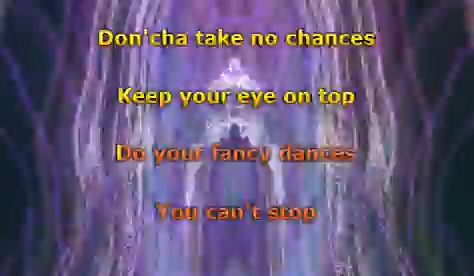 Don'cha take no chances
Keep your eye on top
Do your fancy dances
You can't stop